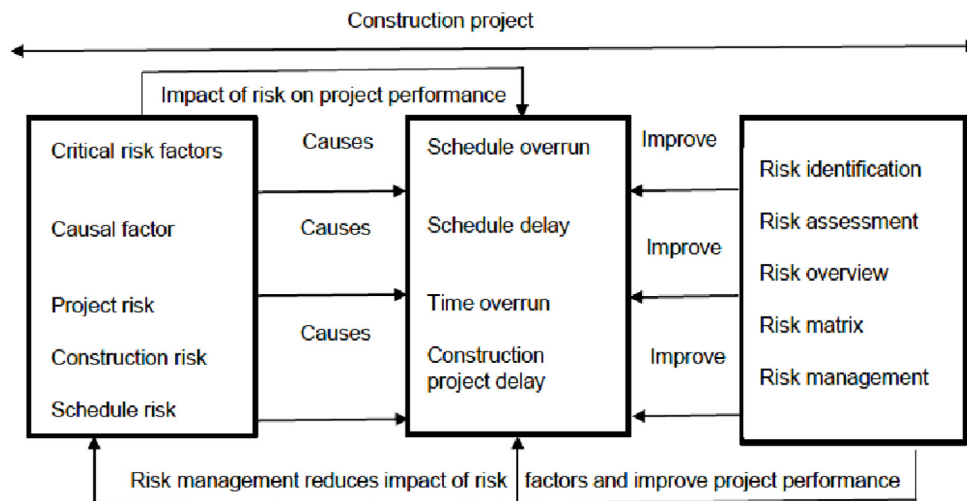 Construction project
Impact of risk on project performance
Critical risk factors
Causal factor
Project risk
Construction risk
Schedule risk
Causes
Causes
Causes
Schedule overrun
Schedule delay
Time overrun
Construction
project delay
Improve
Improve
Improve
Risk identification
Risk assessment
Risk overview
Risk matrix
Risk management
Risk management reduces impact of risk factors and improve project performance